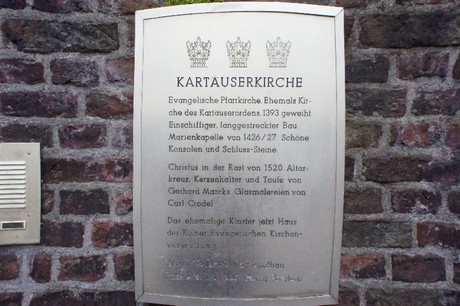 KARTÄUSERKIRCHE
Evangelische Pfarrkirche. Ehemals Kir-
che des Kartäuserordens. 1393 geweiht
Einschiffiger, langgestreckter Bau.
Marienkapelle von 1426/27. Schöne
Konsolen und Schluss-Steine.
Christus in der Rast von 1520. Altar-
kreuz, Kerzenhalter und Taufe von
Gerhard Marcks. Glasmalereien von
Carl Crodel.
Das ehemalige Kloster jetzt Haus
der Kölner Evangelischen Kirchen-
verwaltung